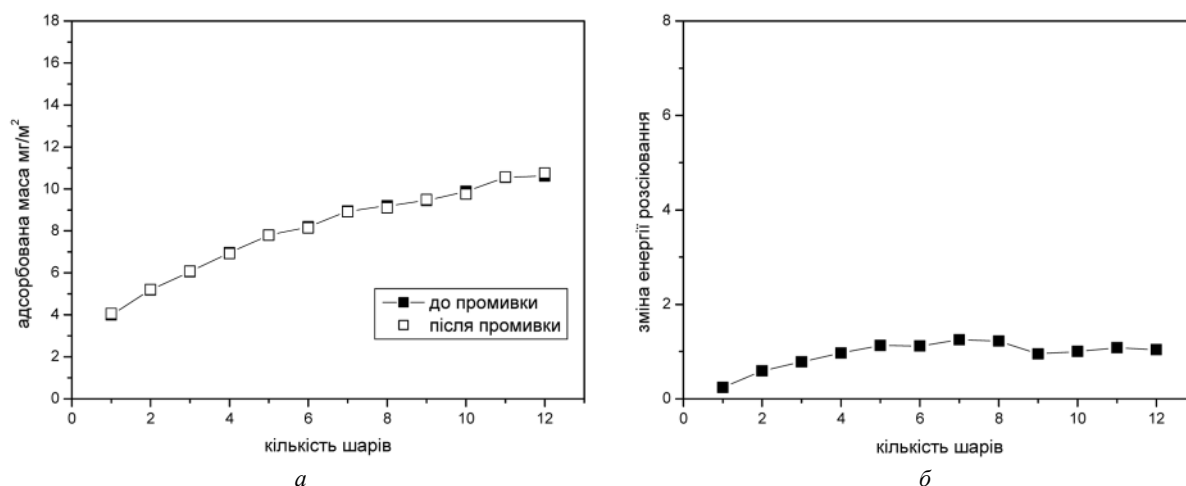 18
16
14
12
10
8
6
4
2
0
адсорбована маса мг/м²
до промивки
після промивки
0 2 4 6 8 10 12
кількість шарів
а
8
6
4
2
0
зміна енергії розсіювання
0 2 4 6 8 10 12
кількість шарів
б